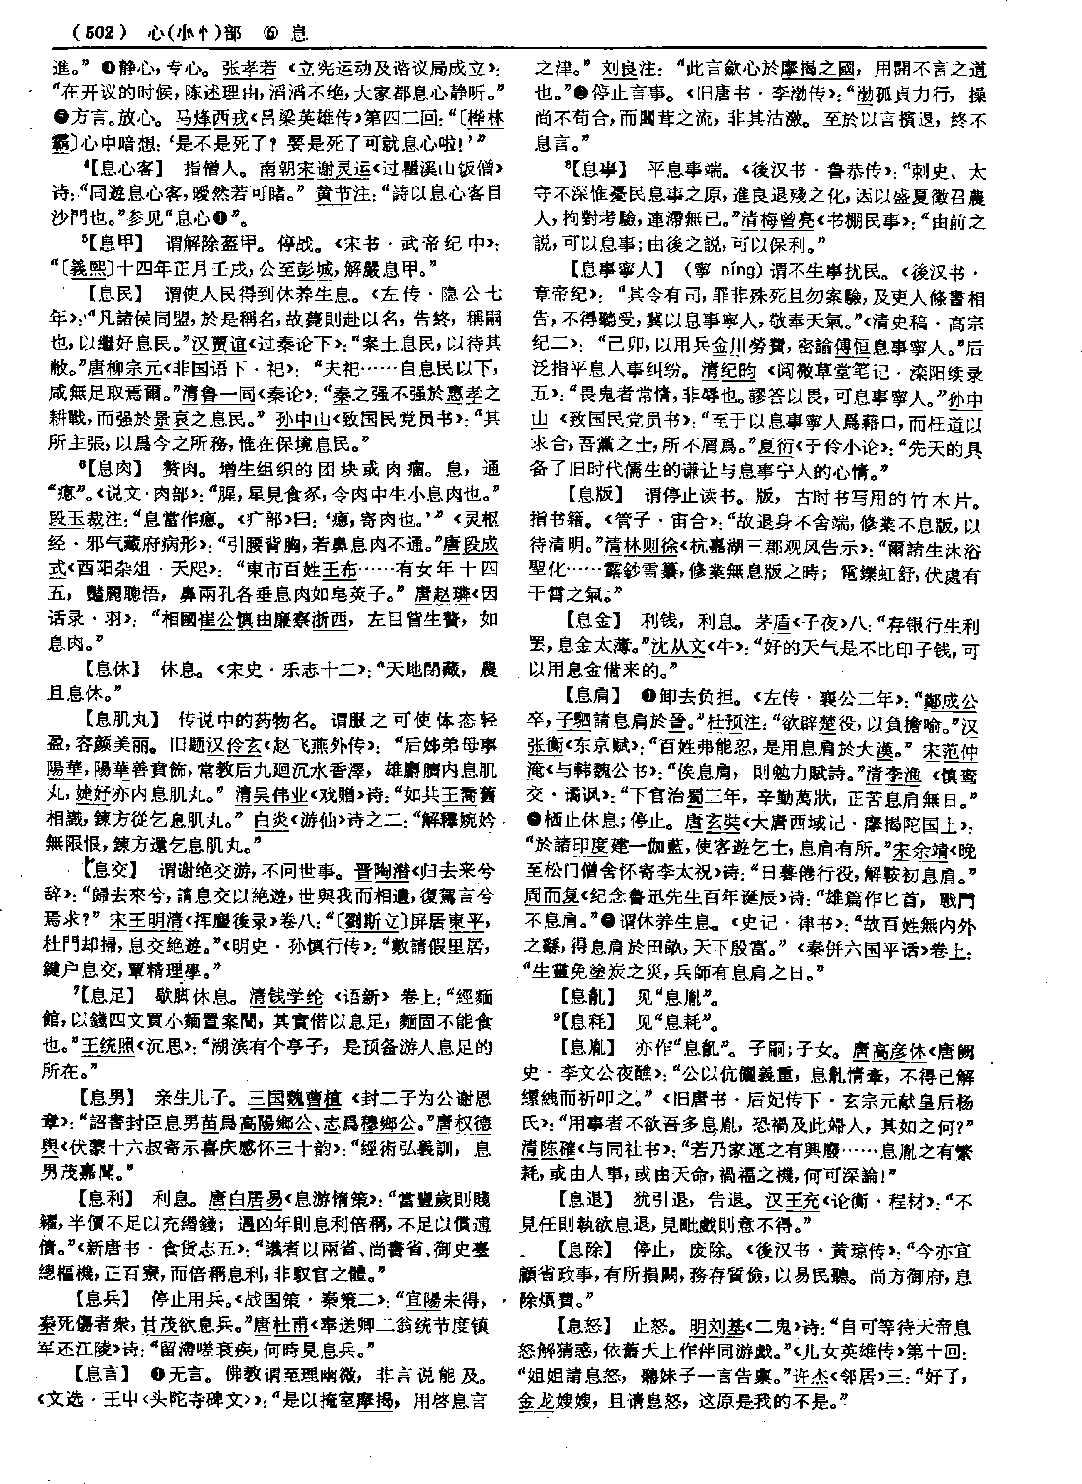 (502) 心(小忄)部 ⑥ 息
進。”❸静心,专心。张孝若《立宪运动及谘议局成立》:
“在开议的时候,陈述理由,滔滔不绝,大家都息心静听。”
❹方言。放心。马烽西戎《吕梁英雄传》第四二回:“〔桦林
霸〕心中暗想:‘是不是死了?要是死了可就息心啦!’”
⁴【息心客】 指僧人。南朝宋谢灵运《过瞿溪山饭僧》
诗:“同遊息心客,暧然若可睹。”黄节注:“詩以息心客目
沙門也。”参见“息心❶”。
⁵【息甲】 谓解除盔甲。停战。《宋书·武帝纪中》:
“〔義熙〕十四年正月壬戌,公至彭城,解嚴息甲。”
【息民】 谓使人民得到休养生息。《左传·隐公七
年》:“凡諸侯同盟,於是稱名,故薨則赴以名,告終,稱嗣
也,以繼好息民。”汉贾谊《过秦论下》:“案土息民,以待其
敝。”唐柳宗元《非国语下·祀》:“夫祀……自息民以下,
咸無足取焉爾。”清鲁一同《秦论》:“秦之强不强於惠孝之
耕戰,而强於景哀之息民。”孙中山《致国民党员书》:“其
所主張,以爲今之所務,惟在保境息民。”
⁶【息肉】 赘肉。增生组织的团块或肉瘤。息,通
“瘜”。《说文·肉部》:“腥,星見食豕,令肉中生小息肉也。”
段玉裁注:“息當作瘜。《疒部》曰:‘瘜,寄肉也。’”《灵枢
经·邪气藏府病形》:“引腰背胸,若鼻息肉不通。”唐段成
式《酉阳杂俎·天咫》:“東市百姓王布……有女年十四
五,豔麗聰悟,鼻兩孔各垂息肉如皂莢子。”唐赵璘《因
话录·羽》:“相國崔公慎由廉察浙西,左目眥生贅,如
息肉。”
【息休】 休息。《宋史·乐志十二》:“天地閉藏,農
且息休。”
【息肌丸】 传说中的药物名。谓服之可使体态轻
盈,容颜美丽。旧题汉伶玄《赵飞燕外传》:“后姊弟母事
陽華,陽華善賁飾,常教后九廻沉水香澤,雄麝臍内息肌
丸,婕妤亦内息肌丸。”清吴伟业《戏赠》诗:“如共王喬舊
相識,鍊方從乞息肌丸。”白炎《游仙》诗之二:“解釋婉妗
無限恨,鍊方還乞息肌丸。”
【息交】 谓谢绝交游,不问世事。晋陶潜《归去来兮
辞》:“歸去來兮,請息交以絶遊,世與我而相遺,復駕言兮
焉求?”宋王明清《挥麈後录》卷八:“〔劉斯立〕屏居東平,
杜門却掃,息交絶遊。”《明史·孙慎行传》:“數請假里居,
鍵户息交,覃精理學。”
⁷【息足】 歇脚休息。清钱学纶《语新》卷上:“經麵
館,以錢四文買小麵置案間,其實借以息足,麵固不能食
也。”王统照《沉思》:“湖滨有个亭子,是预备游人息足的
所在。”
【息男】 亲生儿子。三国魏曹植《封二子为公谢恩
章》:“詔書封臣息男苗爲高陽鄉公、志爲穆鄉公。”唐权德
舆《伏蒙十六叔寄示喜庆感怀三十韵》:“經術弘義訓,息
男茂嘉聞。”
【息利】 利息。唐白居易《息游惰策》:“當豐歲則賤
糶,半價不足以充緡錢;遇凶年則息利倍稱,不足以償逋
債。”《新唐书·食货志五》:“議者以兩省、尚書省、御史臺
總樞機,正百寮,而倍稱息利,非馭官之體。”
【息兵】 停止用兵。《战国策·秦策二》:“宜陽未得,
秦死傷者衆,甘茂欲息兵。”唐杜甫《奉送卿二翁统节度镇
军还江陵》诗:“留滯嗟衰疾,何時見息兵。”
【息言】 ❶无言。佛教谓至理幽微,非言说能及。
《文选·王屮〈头陀寺碑文〉》:“是以掩室摩揭,用啓息言
之津。”刘良注:“此言歛心於摩揭之國,用開不言之道
也。”❷停止言事。《旧唐书·李渤传》:“渤孤貞力行,操
尚不苟合,而闒茸之流,非其沽激。至於以言擯退,終不
息言。”
⁸【息事】 平息事端。《後汉书·鲁恭传》:“刺史、太
守不深惟憂民息事之原,進良退殘之化,因以盛夏徵召農
人,拘對考驗,連滯無已。”清梅曾亮《书棚民事》:“由前之
説,可以息事;由後之説,可以保利。”
【息事寧人】 (寧 níng)谓不生事扰民。《後汉书·
章帝纪》:“其令有司,罪非殊死且勿案驗,及吏人條書相
告,不得聽受,冀以息事寧人,敬奉天氣。”《清史稿·高宗
纪二》:“己卯,以用兵金川勞費,密諭傅恒息事寧人。”后
泛指平息人事纠纷。清纪昀《阅微草堂笔记·滦阳续录
五》:“畏鬼者常情,非辱也。謬答以畏,可息事寧人。”孙中
山《致国民党员书》:“至于以息事寧人爲藉口,而枉道以
求合,吾黨之士,所不屑爲。”夏衍《于伶小论》:“先天的具
备了旧时代儒生的谦让与息事宁人的心情。”
【息版】 谓停止读书。版,古时书写用的竹木片。
指书籍。《管子·宙合》:“故退身不舍端,修業不息版,以
待清明。”清林则徐《杭嘉湖三郡观风告示》:“爾諸生沐浴
聖化……露鈔雪纂,修業無息版之時;電爍虹舒,伏處有
干霄之氣。”
【息金】 利钱,利息。茅盾《子夜》八:“存银行生利
罢,息金太薄。”沈从文《牛》:“好的天气是不比印子钱,可
以用息金借来的。”
【息肩】 ❶卸去负担。《左传·襄公二年》:“鄭成公
卒,子駟請息肩於晋。”杜预注:“欲辟楚役,以負擔喻。”汉
张衡《东京赋》:“百姓弗能忍,是用息肩於大漢。”宋范仲
淹《与韩魏公书》:“俟息肩,則勉力賦詩。”清李渔《慎鸾
交·谲讽》:“下官治蜀二年,辛勤萬狀,正苦息肩無日。”
❷栖止休息;停止。唐玄奘《大唐西域记·摩揭陀国上》:
“於諸印度建一伽藍,使客遊乞士,息肩有所。”宋余靖《晚
至松门僧舍怀寄李太祝》诗:“日暮倦行役,解鞍初息肩。”
周而复《纪念鲁迅先生百年诞辰》诗:“雄篇作匕首,戰鬥
不息肩。”❸谓休养生息。《史记·律书》:“故百姓無内外
之繇,得息肩於田畝,天下殷富。”《秦併六国平话》卷上:
“生靈免塗炭之災,兵師有息肩之日。”
【息亂】 见“息胤”。
⁹【息秏】 见“息耗”。
【息胤】 亦作“息亂”。子嗣;子女。唐高彦休《唐阙
史·李文公夜醮》:“公以伉儷義重,息胤情牽,不得已解
縲絏而祈叩之。”《旧唐书·后妃传下·玄宗元献皇后杨
氏》:“用事者不欲吾多息胤,恐禍及此婦人,其如之何?”
清陈確《与同社书》:“若乃家運之有興廢……息胤之有繁
耗,或由人事,或由天命,禍福之機,何可深論!”
【息退】 犹引退,告退。汉王充《论衡·程材》:“不
見任則執欲息退,見毗戲則意不得。”
【息除】 停止,废除。《後汉书·黄琼传》:“今亦宜
顧省政事,有所損闕,務存質儉,以易民聽。尚方御府,息
除煩費。”
【息怒】 止怒。明刘基《二鬼》诗:“自可等待天帝息
怒解猜惑,依舊天上作伴同游戲。”《儿女英雄传》第十回:
“姐姐請息怒,聽妹子一言告稟。”许杰《邻居》三:“好了,
金龙嫂嫂,且请息怒,这原是我的不是。”